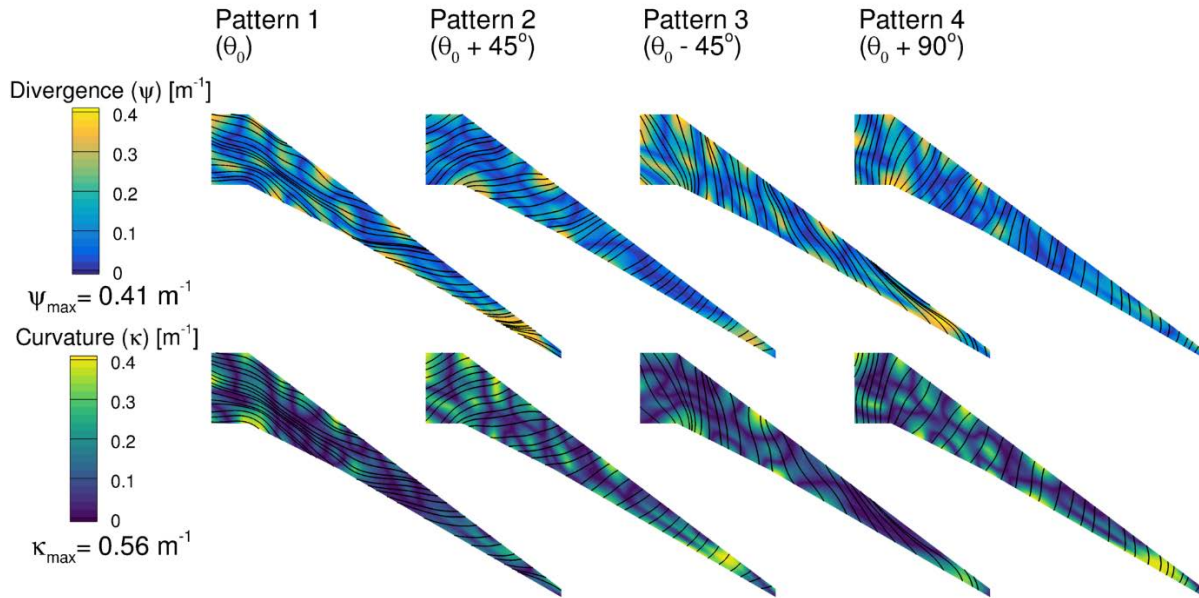 Pattern 1
(θ₀)
Pattern 2
(θ₀ + 45°)
Pattern 3
(θ₀ - 45°)
Pattern 4
(θ₀ + 90°)
Divergence (ψ) [m⁻¹]
0.4
0.3
0.2
0.1
0
ψmax= 0.41 m⁻¹
Curvature (κ) [m⁻¹]
0.4
0.3
0.2
0.1
0
κmax= 0.56 m⁻¹